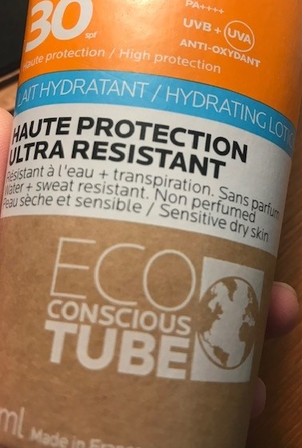 30 spf
PA++++
UVB + UVA
ANTI-OXYDANT
Haute protection / High protection
LAIT HYDRATANT / HYDRATING LOTIO
HAUTE PROTECTION
ULTRA RESISTANT
Résistant à l'eau + transpiration. Sans parfum
Water + sweat resistant. Non perfumed
Peau sèche et sensible / Sensitive dry skin
ECO
CONSCIOUS
TUBE
ml Made in France